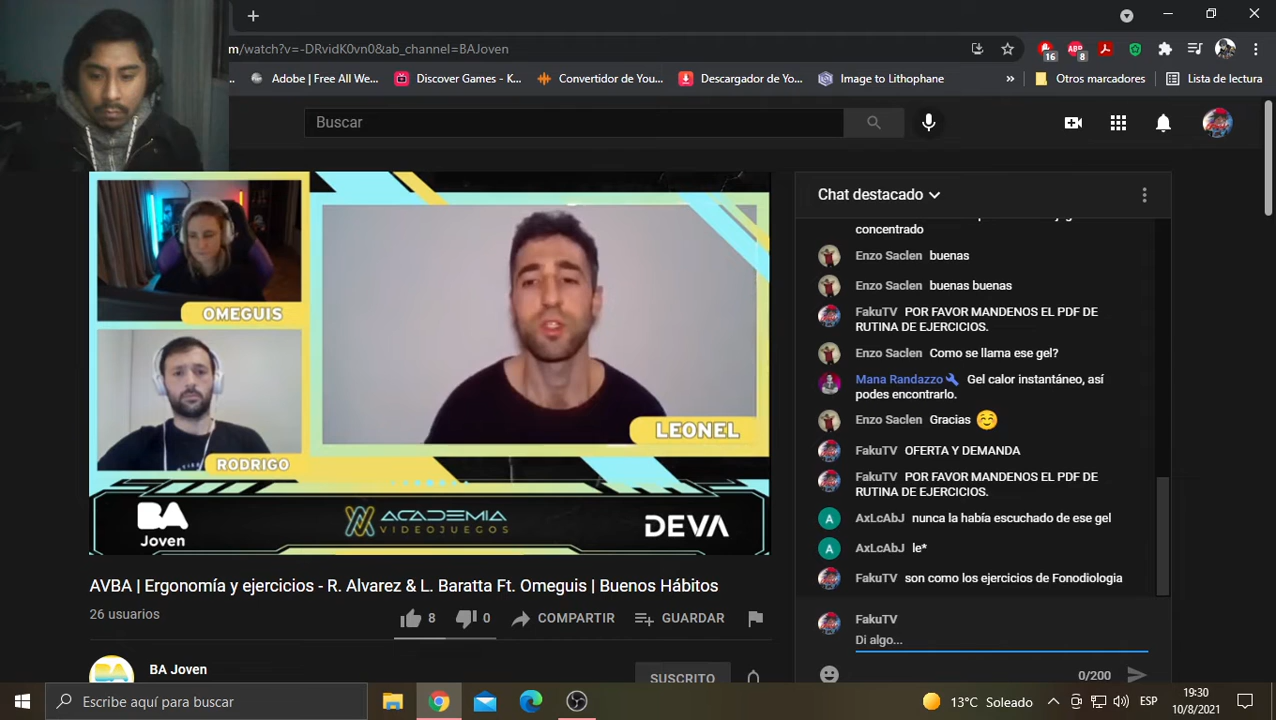 m/watch?v=-DRvidK0vn0&ab_channel=BAJoven
16
ABP
8
Adobe | Free All We...
Discover Games - K...
Convertidor de You...
Descargador de Yo...
Image to Lithophane
»
Otros marcadores
Lista de lectura
Buscar
OMEGUIS
RODRIGO
LEONEL
BA
Joven
ACADEMIA
VIDEOJUEGOS
DEVA
AVBA | Ergonomía y ejercicios - R. Alvarez & L. Baratta Ft. Omeguis | Buenos Hábitos
26 usuarios
8
0
COMPARTIR
GUARDAR
BA Joven
SUSCRITO
Chat destacado
concentrado
Enzo Saclen buenas
Enzo Saclen buenas buenas
FakuTV POR FAVOR MANDENOS EL PDF DE
RUTINA DE EJERCICIOS.
Enzo Saclen Como se llama ese gel?
Mana Randazzo Gel calor instantáneo, así
podes encontrarlo.
Enzo Saclen Gracias
FakuTV OFERTA Y DEMANDA
FakuTV POR FAVOR MANDENOS EL PDF DE
RUTINA DE EJERCICIOS.
A AxLcAbJ nunca la había escuchado de ese gel
A AxLcAbJ le*
FakuTV son como los ejercicios de Fonodiologia
FakuTV
Di algo...
0/200
Escribe aquí para buscar
13°C Soleado
ESP
19:30
10/8/2021